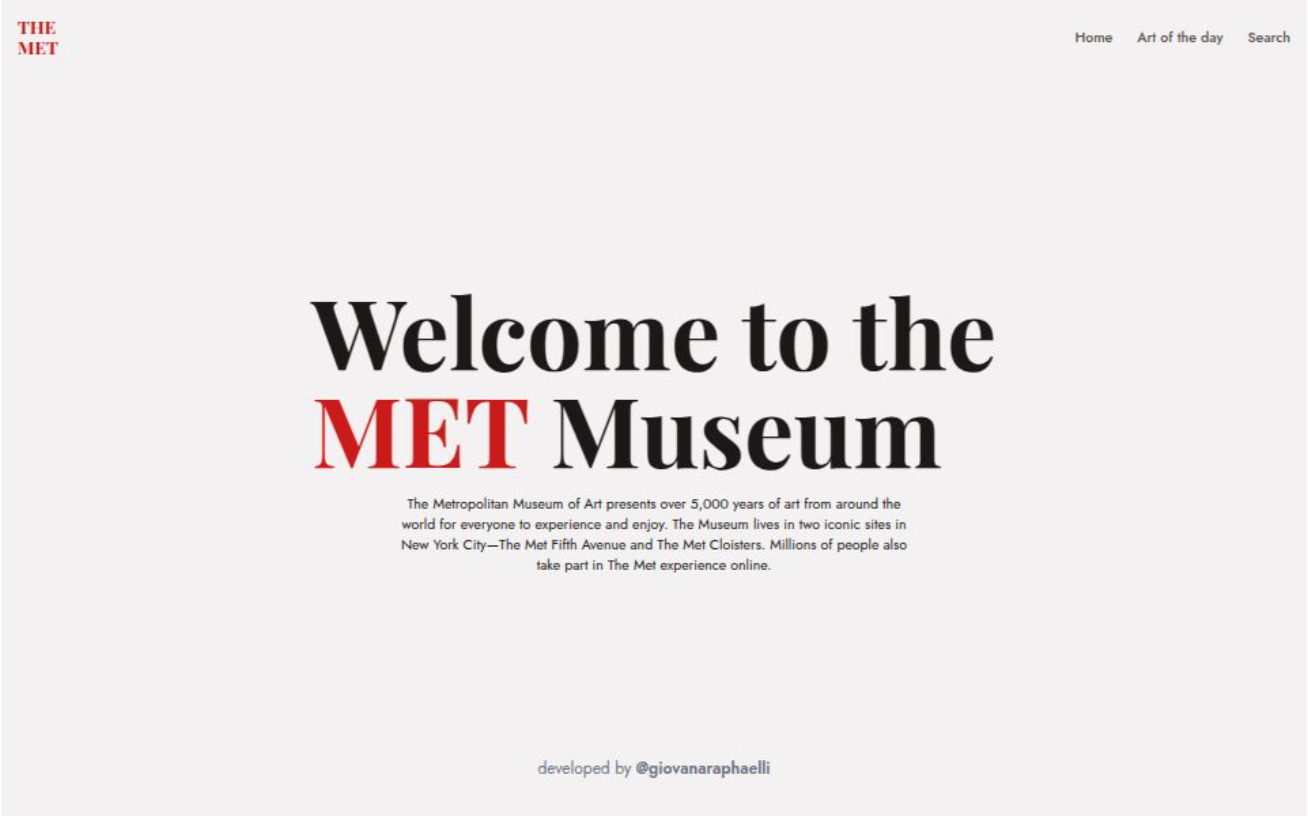 THE
MET
Home Art of the day Search
Welcome to the
MET Museum
The Metropolitan Museum of Art presents over 5,000 years of art from around the
world for everyone to experience and enjoy. The Museum lives in two iconic sites in
New York City—The Met Fifth Avenue and The Met Cloisters. Millions of people also
take part in The Met experience online.
developed by @giovanaraphaelli